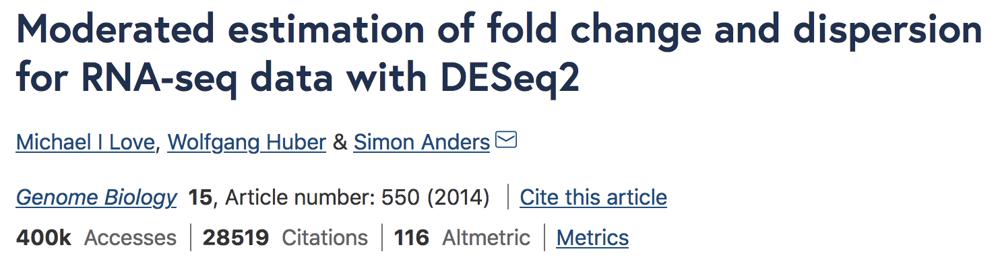 Moderated estimation of fold change and dispersion
for RNA-seq data with DESeq2
Michael I Love, Wolfgang Huber & Simon Anders
Genome Biology 15, Article number: 550 (2014) | Cite this article
400k Accesses | 28519 Citations | 116 Altmetric | Metrics